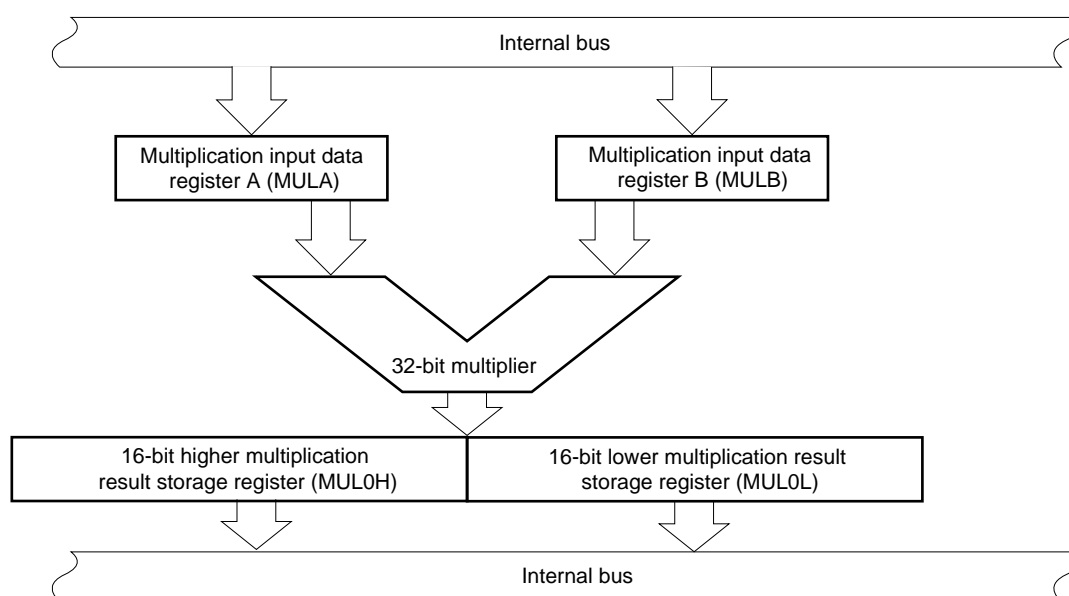 Internal bus
Multiplication input data
register A (MULA)
Multiplication input data
register B (MULB)
32-bit multiplier
16-bit higher multiplication
result storage register (MUL0H)
16-bit lower multiplication result
storage register (MUL0L)
Internal bus